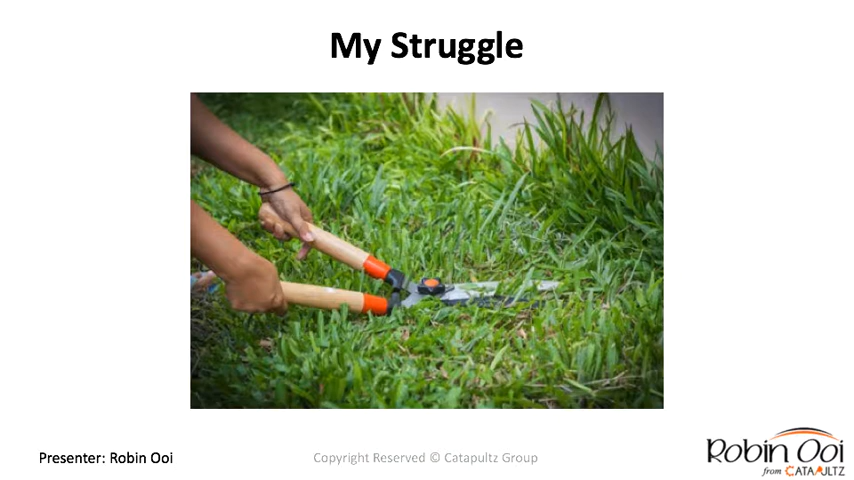 My Struggle
Presenter: Robin Ooi
Copyright Reserved © Catapultz Group
Robin Ooi
from CATAPULTZ